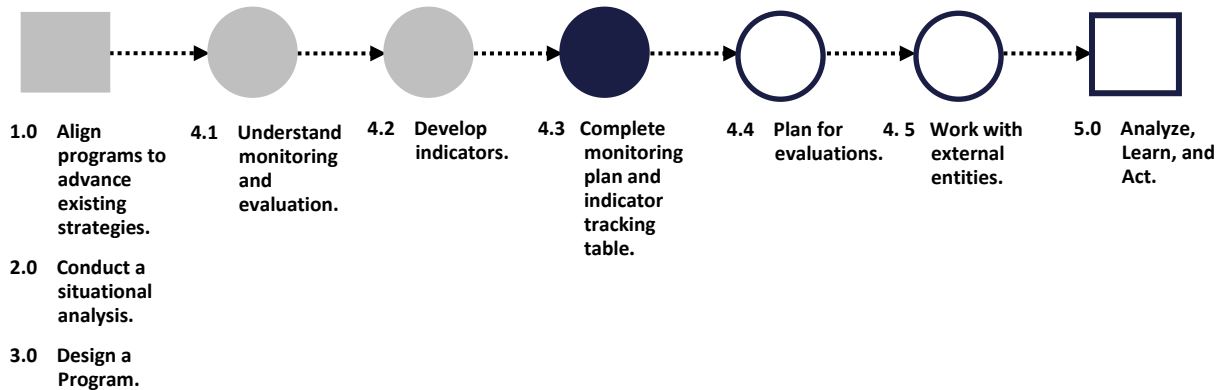 1.0 Align
programs to
advance
existing
strategies.
2.0 Conduct a
situational
analysis.
3.0 Design a
Program.
4.1 Understand
monitoring
and
evaluation.
4.2 Develop
indicators.
4.3 Complete
monitoring
plan and
indicator
tracking
table.
4.4 Plan for
evaluations.
4. 5 Work with
external
entities.
5.0 Analyze,
Learn, and
Act.